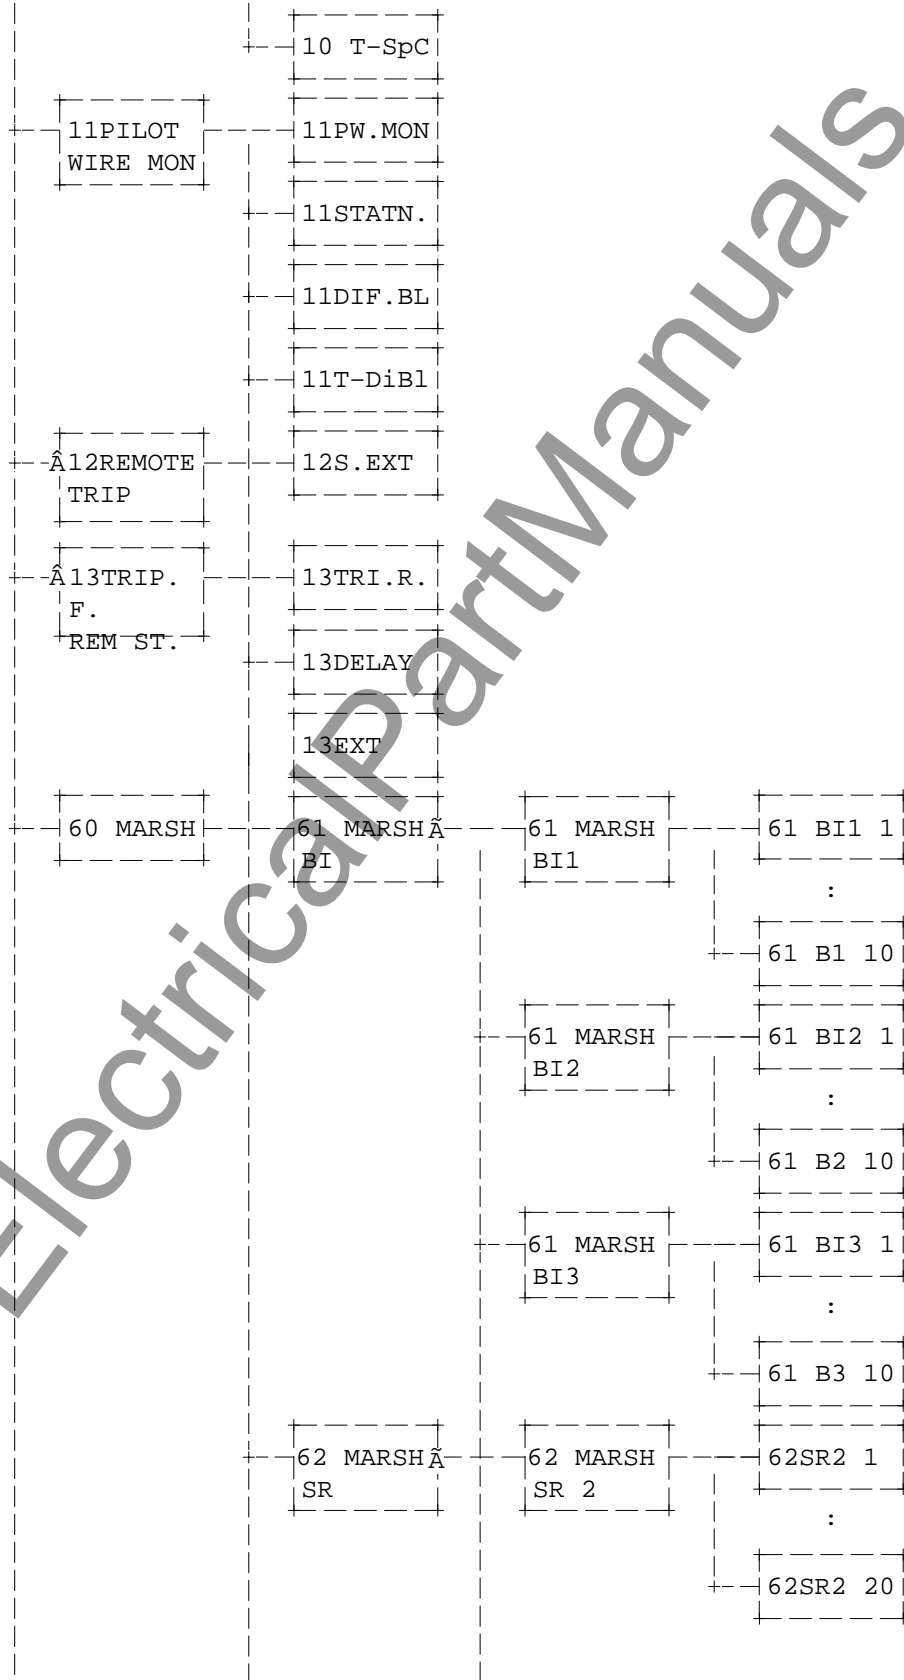 10 T-SpC
11PILOT
WIRE MON
11PW.MON
11STATN.
11DIF.BL
11T-DiBl
Â12REMOTE
TRIP
12S.EXT
Â13TRIP.
F.
REM ST.
13TRI.R.
13DELAY
13EXT
60 MARSH
61 MARSHÃ
BI
61 MARSH
BI1
61 BI1 1
:
61 B1 10
61 MARSH
BI2
61 BI2 1
:
61 B2 10
61 MARSH
BI3
61 BI3 1
:
61 B3 10
62 MARSHÃ
SR
62 MARSH
SR 2
62SR2 1
:
62SR2 20
ElectricalPartManuals